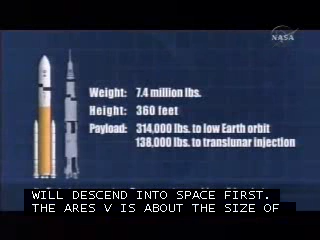 NASA
Weight: 7.4 million lbs.
Height: 360 feet
Payload: 314,000 lbs. to low Earth orbit
138,000 lbs. to translunar injection
WILL DESCEND INTO SPACE FIRST.
THE ARES V IS ABOUT THE SIZE OF